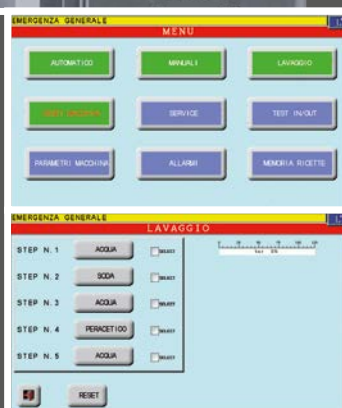 EMERGENZA GENERALE
MENU
AUTOMATICO MANUALI LAVAGGIO
SERVICE TEST IN/OUT
PARAMETRI MACCHINA ALLARMI MEMORIA RICETTE
EMERGENZA GENERALE
LAVAGGIO
STEP N. 1 ACQUA SELECT
STEP N. 2 SODA SELECT
STEP N. 3 ACQUA SELECT
STEP N. 4 PERACETICO SELECT
STEP N. 5 ACQUA SELECT
RESET